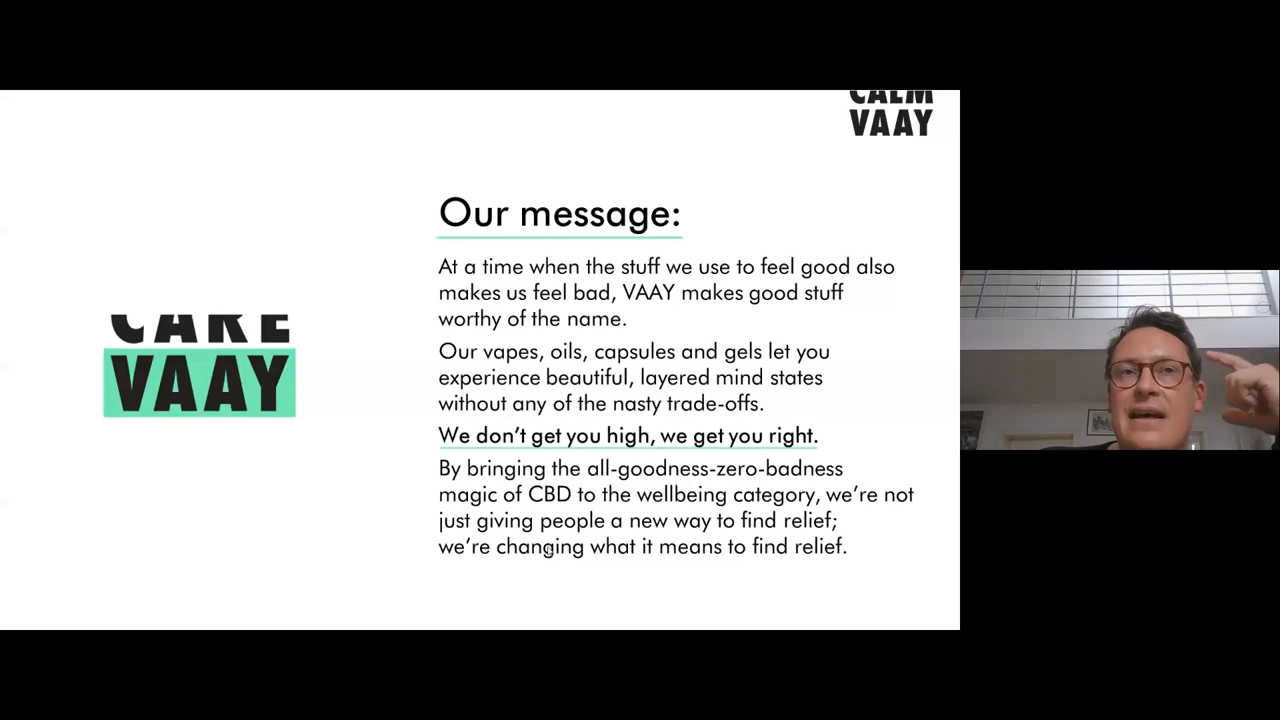 CALM
VAAY
Our message:
At a time when the stuff we use to feel good also
makes us feel bad, VAAY makes good stuff
worthy of the name.
CARE
VAAY
Our vapes, oils, capsules and gels let you
experience beautiful, layered mind states
without any of the nasty trade-offs.
We don’t get you high, we get you right.
By bringing the all-goodness-zero-badness
magic of CBD to the wellbeing category, we’re not
just giving people a new way to find relief;
we’re changing what it means to find relief.